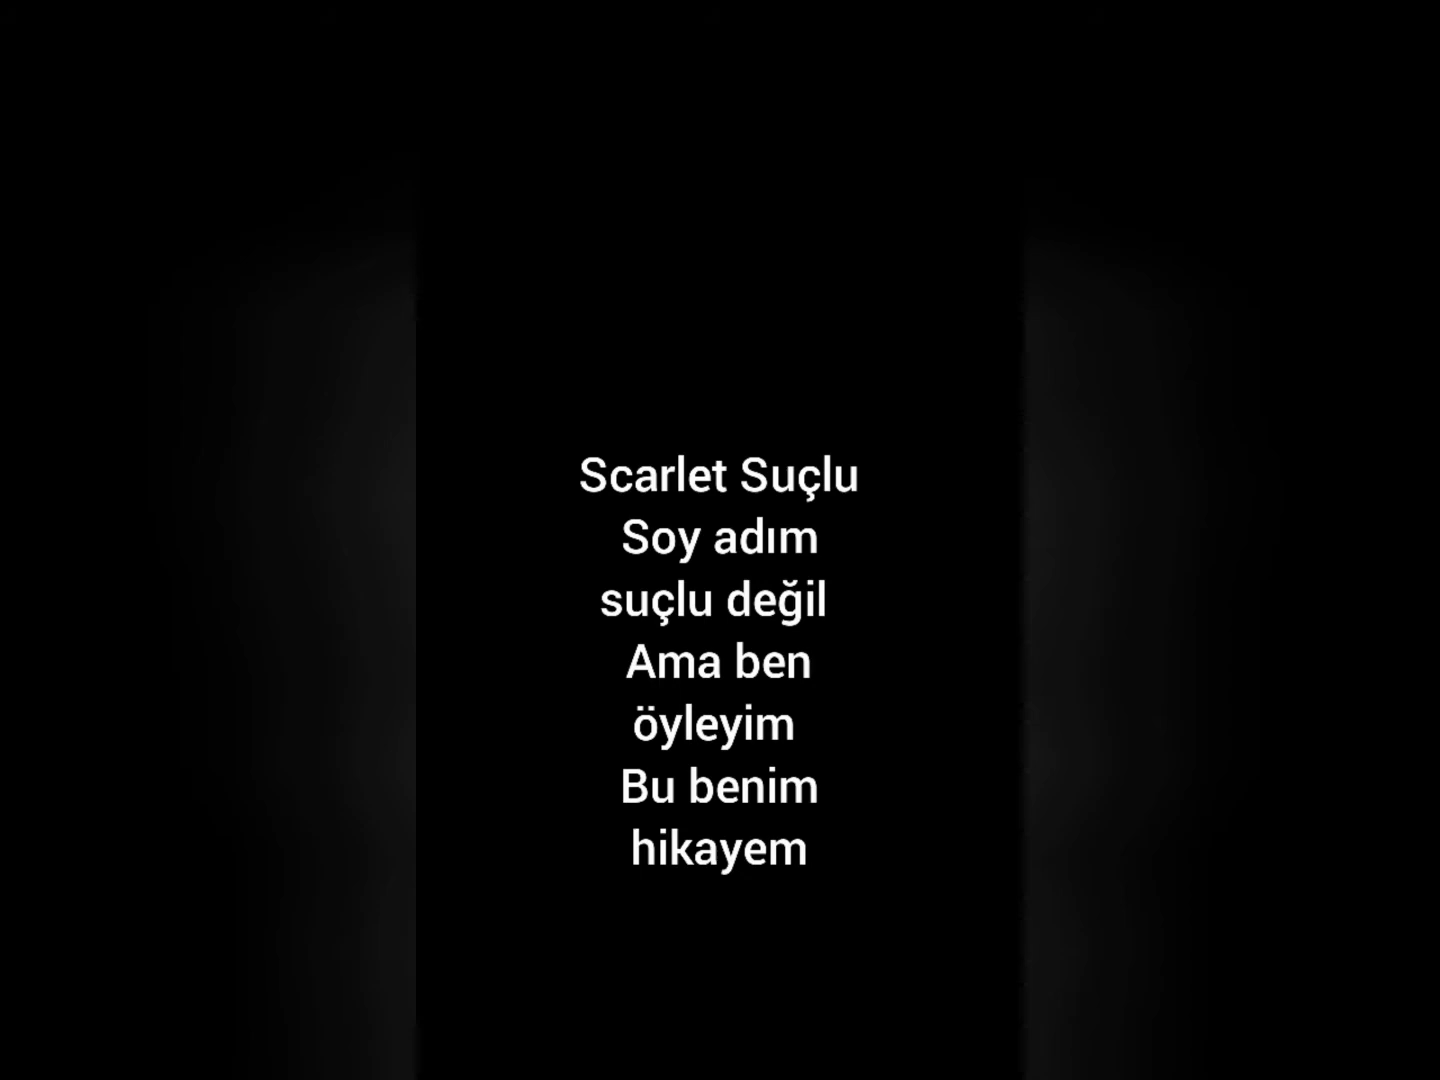 Scarlet Suçlu
Soy adım
suçlu değil
Ama ben
öyleyim
Bu benim
hikayem